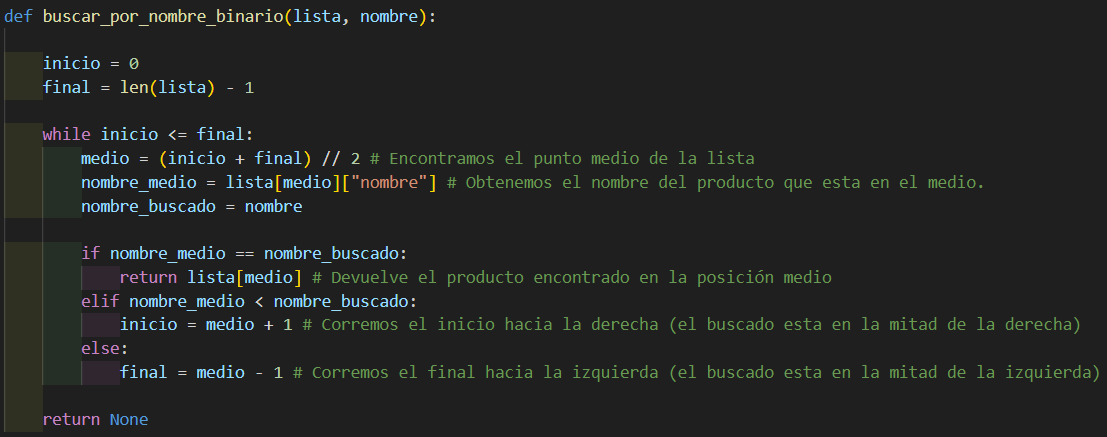 def buscar_por_nombre_binario(lista, nombre):
inicio = 0
final = len(lista) - 1
while inicio <= final:
medio = (inicio + final) // 2 # Encontramos el punto medio de la lista
nombre_medio = lista[medio]["nombre"] # Obtenemos el nombre del producto que esta en el medio.
nombre_buscado = nombre
if nombre_medio == nombre_buscado:
return lista[medio] # Devuelve el producto encontrado en la posición medio
elif nombre_medio < nombre_buscado:
inicio = medio + 1 # Corremos el inicio hacia la derecha (el buscado esta en la mitad de la derecha)
else:
final = medio - 1 # Corremos el final hacia la izquierda (el buscado esta en la mitad de la izquierda)
return None